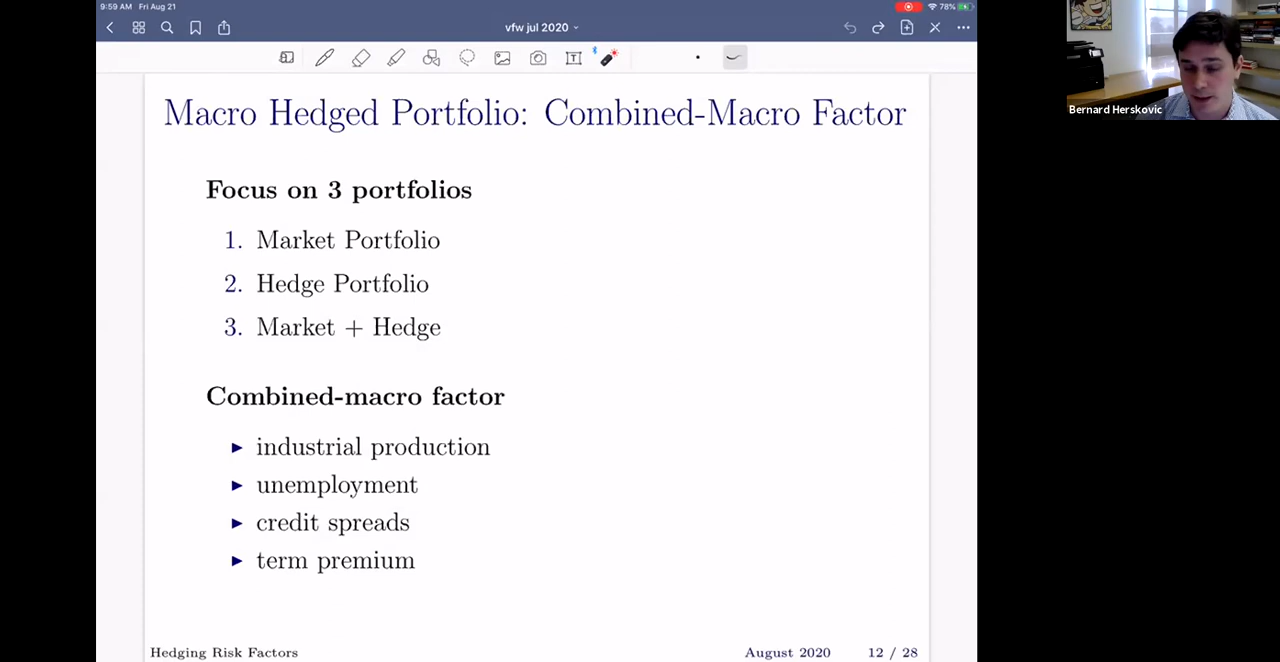 9:59 AM Fri Aug 21
78%
vfw jul 2020
Macro Hedged Portfolio: Combined-Macro Factor
Focus on 3 portfolios
1. Market Portfolio
2. Hedge Portfolio
3. Market + Hedge
Combined-macro factor
▶ industrial production
▶ unemployment
▶ credit spreads
▶ term premium
Hedging Risk Factors
August 2020
12 / 28
Bernard Herskovic